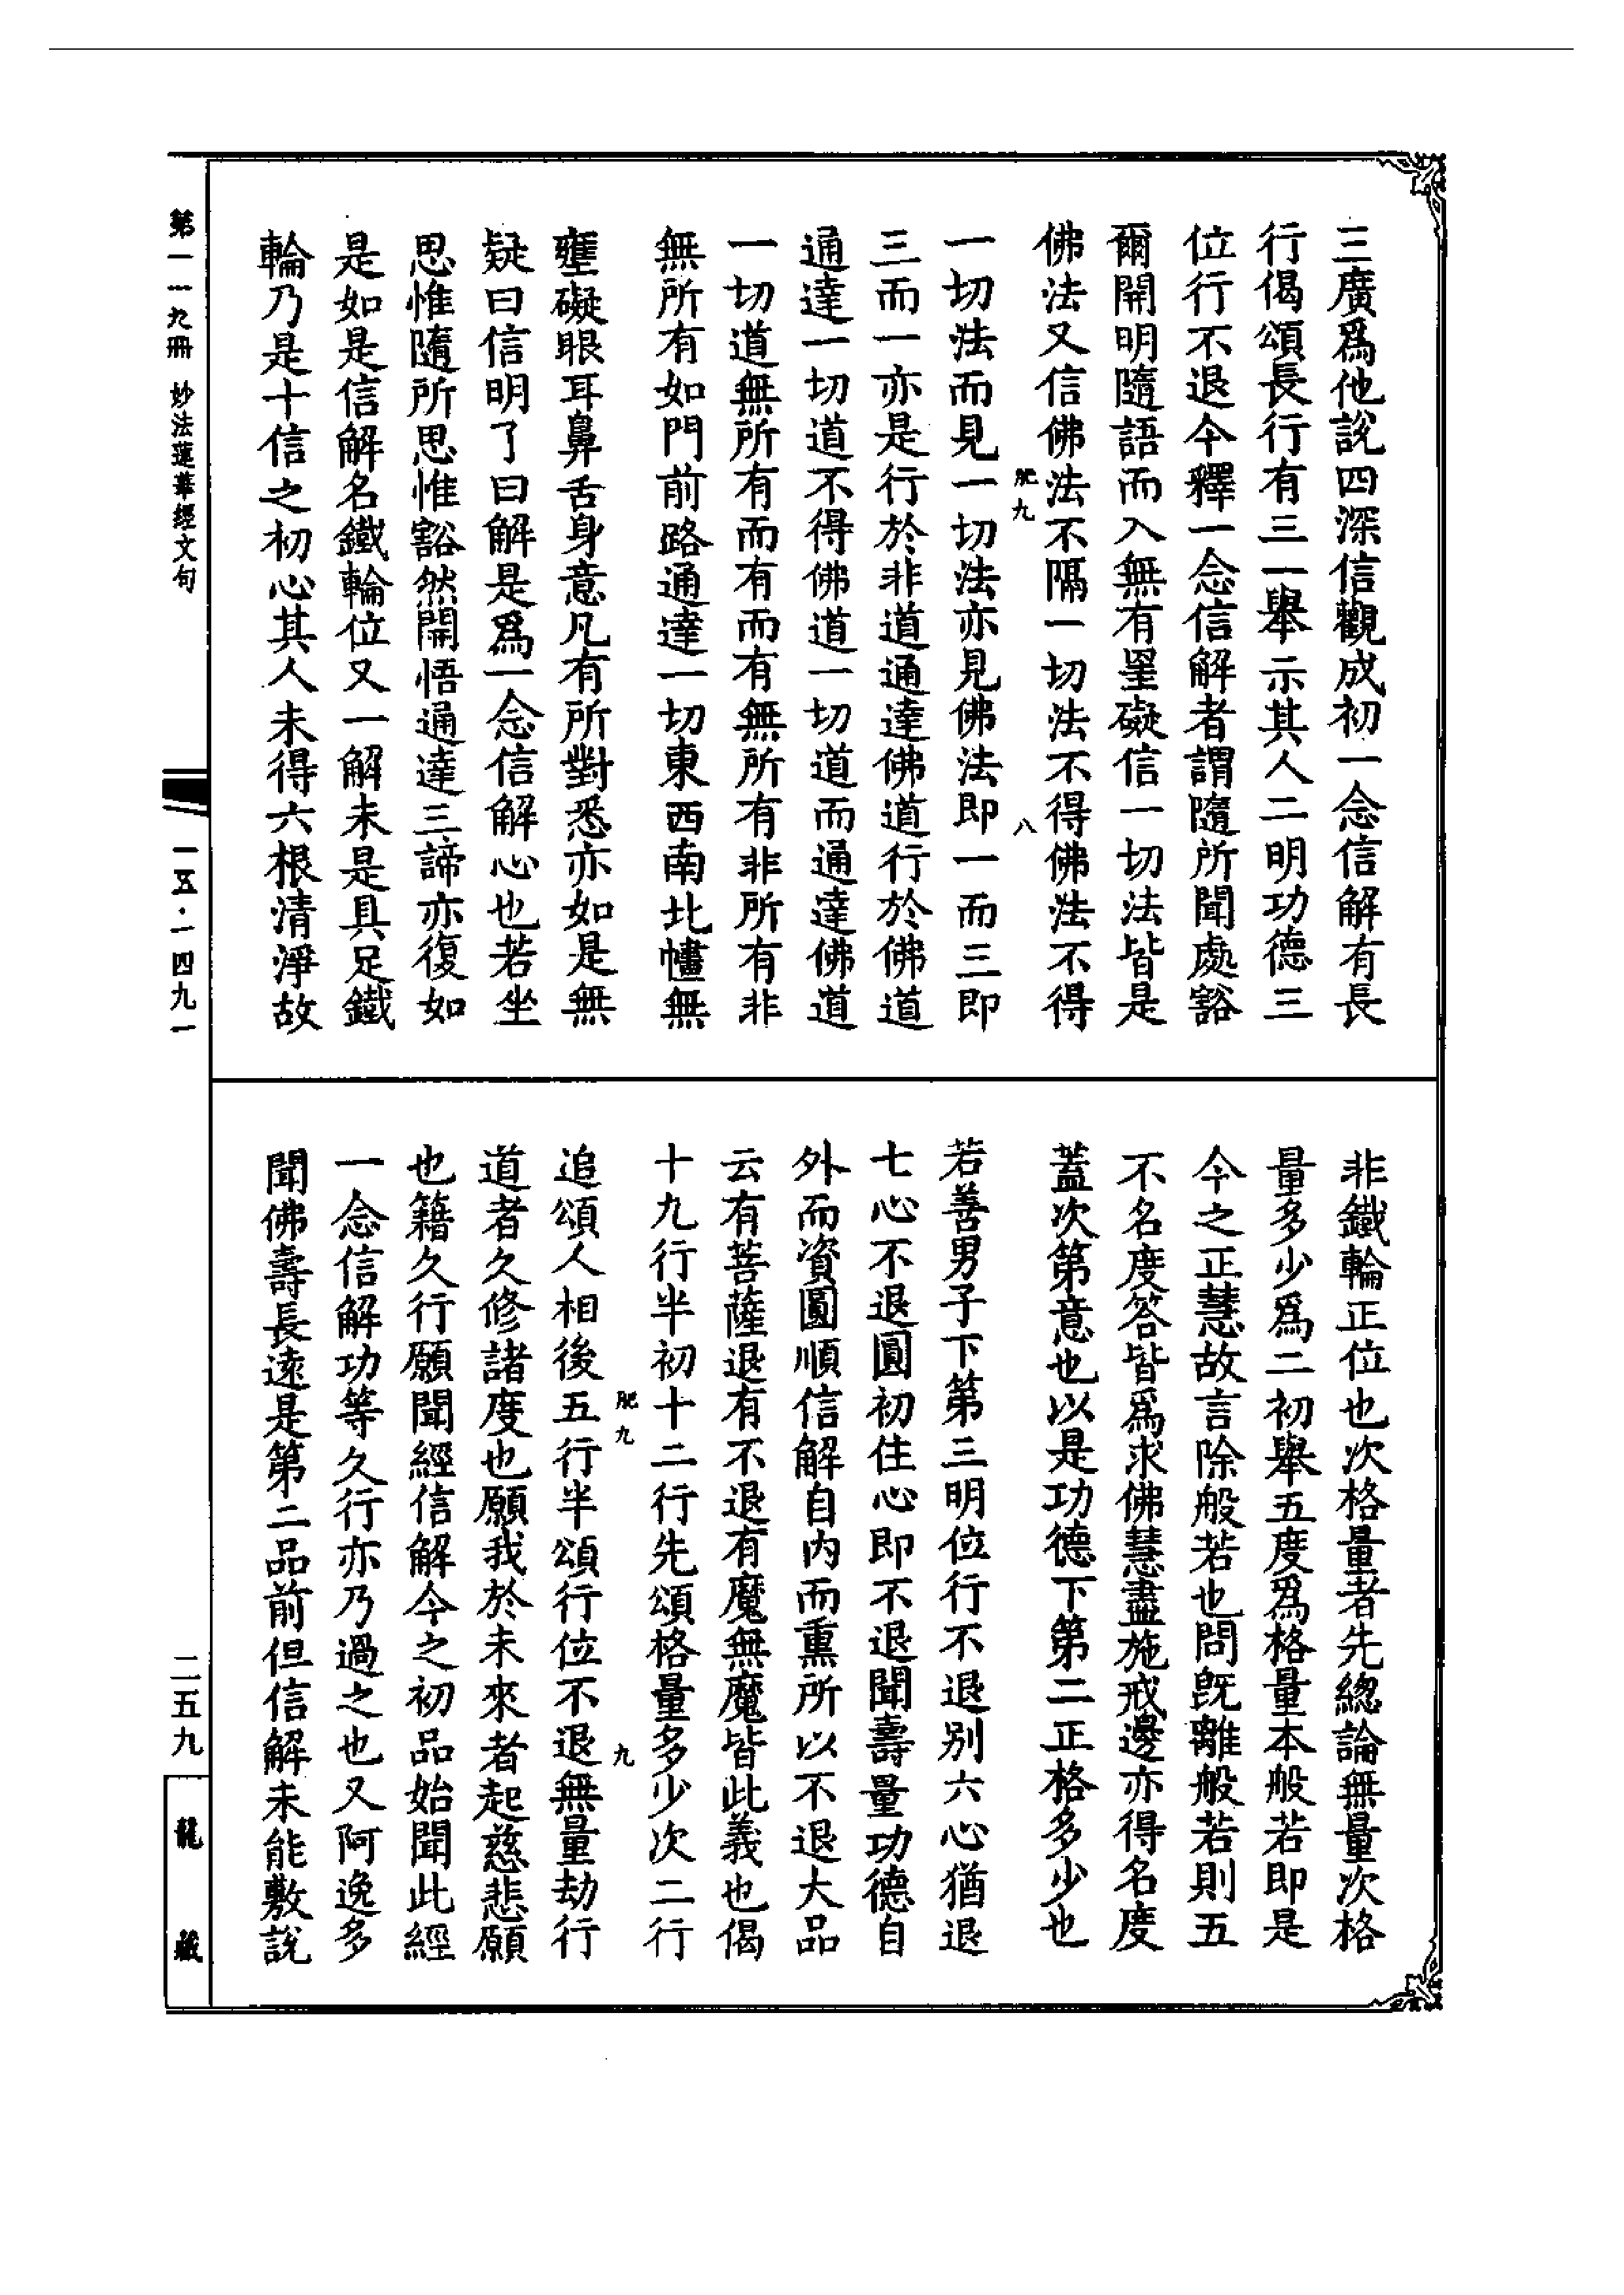 三廣爲他說四深信觀成初一念信解有長
行偈頌長行有三一舉示其人二明功德三
位行不退今釋一念信解者謂隨所聞處豁
爾開明隨語而入無有罣礙信一切法皆是
佛法又信佛法不隔一切法不得佛法不得
肥九 八
一切法而見一切法亦見佛法即一而三即
三而一亦是行於非道通達佛道行於佛道
通達一切道不得佛道一切道而通達佛道
一切道無所有而有而有無所有非所有非
無所有如門前路通達一切東西南北㦎無
壅礙眼耳鼻舌身意凡有所對悉亦如是無
疑曰信明了曰解是爲一念信解心也若坐
思惟隨所思惟豁然開悟通達三諦亦復如
是如是信解名鐵輪位又一解未是具足鐵
輪乃是十信之初心其人未得六根清淨故
非鐵輪正位也次格量者先總論無量次格
量多少爲二初舉五度爲格量本般若即是
今之正慧故言除般若也問旣離般若則五
不名度答皆爲求佛慧盡施戒邊亦得名度
蓋次第意也以是功德下第二正格多少也
若善男子下第三明位行不退別六心猶退
七心不退圓初住心即不退聞壽量功德自
外而資圓順信解自內而熏所以不退大品
云有菩薩退有不退有魔無魔皆此義也偈
十九行半初十二行先頌格量多少次二行
肥九 九
追頌人相後五行半頌行位不退無量劫行
道者久修諸度也願我於未來者起慈悲願
也籍久行願聞經信解今之初品始聞此經
一念信解功等久行亦乃過之也又阿逸多
聞佛壽長遠是第二品前但信解未能敷說
第一一九冊 妙法蓮華經文句
一五·一四九一
二五九
龍藏